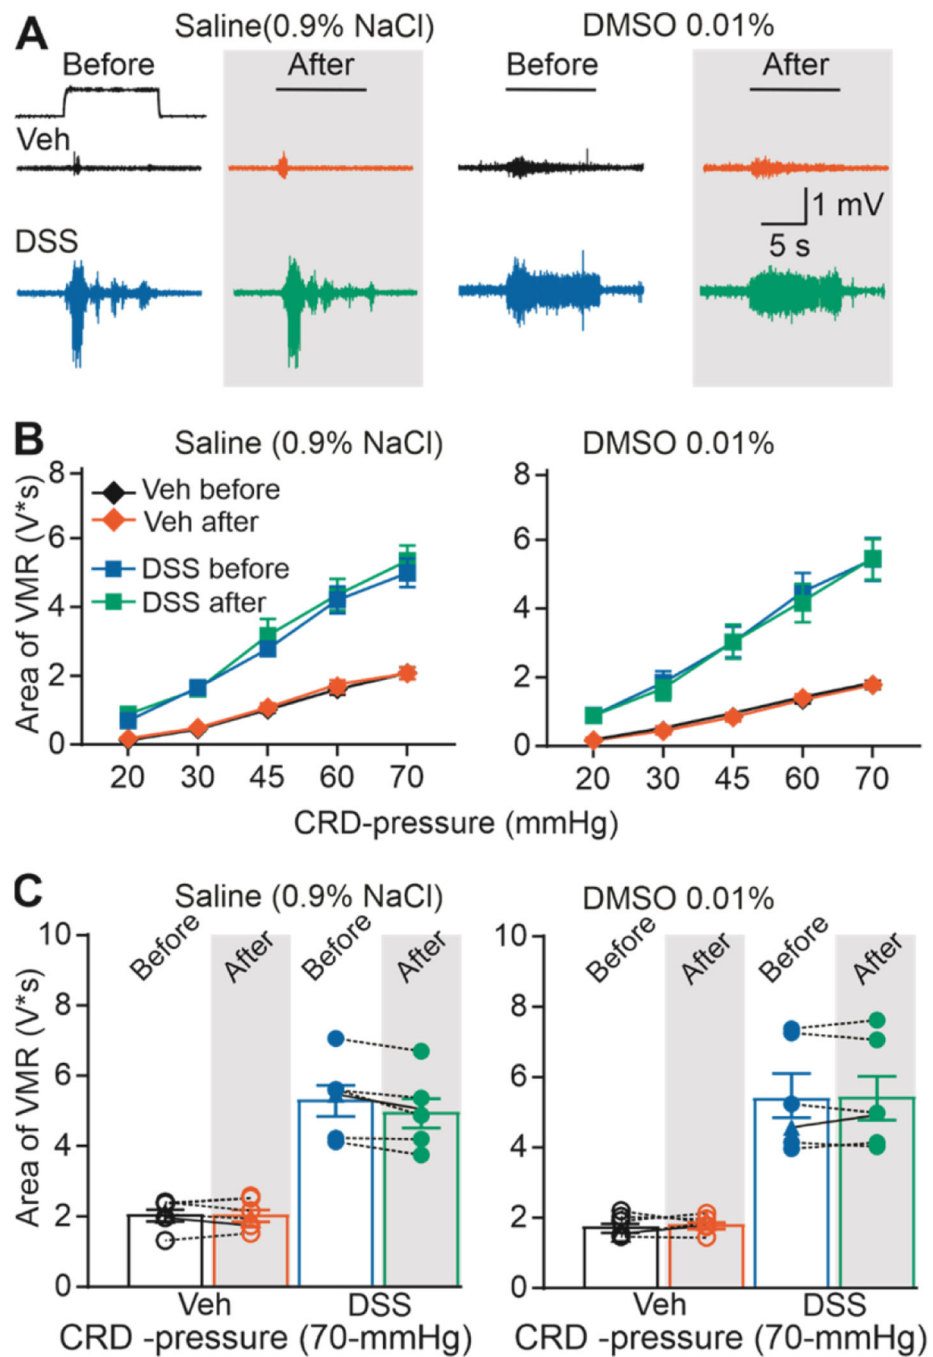 A
Saline(0.9% NaCl)
DMSO 0.01%
Before
After
Before
After
Veh
1 mV
5 s
DSS
B
Saline (0.9% NaCl)
DMSO 0.01%
Area of VMR (V*s)
8
6
4
2
0
Veh before
Veh after
DSS before
DSS after
20 30 45 60 70
8
6
4
2
0
20 30 45 60 70
CRD-pressure (mmHg)
C
Saline (0.9% NaCl)
DMSO 0.01%
Area of VMR (V*s)
10
8
6
4
2
0
Before
After
Before
After
Veh
DSS
CRD -pressure (70-mmHg)
10
8
6
4
2
0
Before
After
Before
After
Veh
DSS
CRD -pressure (70-mmHg)